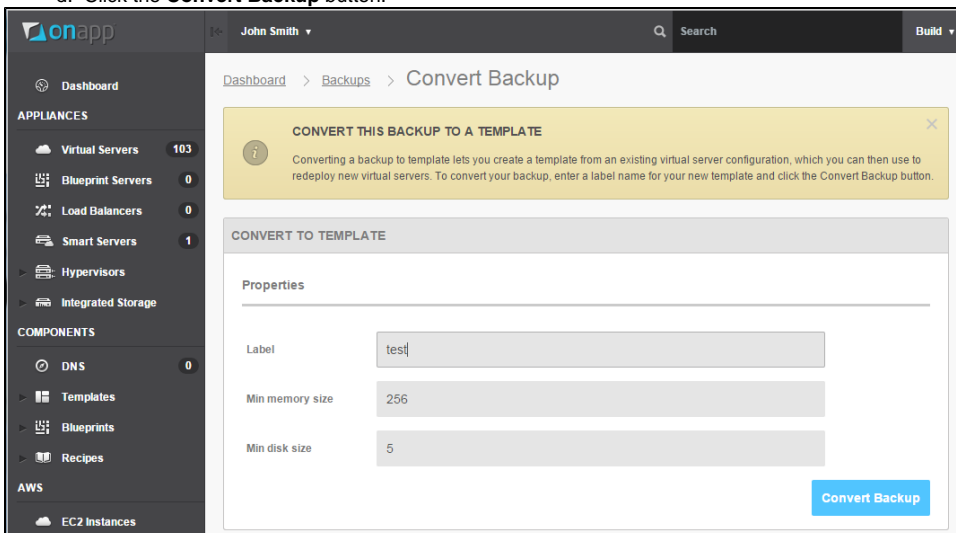 d. Click the Convert Backup button.
onapp
John Smith
Search
Build
Dashboard
APPLIANCES
Virtual Servers 103
Blueprint Servers 0
Load Balancers 0
Smart Servers 1
Hypervisors
Integrated Storage
COMPONENTS
DNS 0
Templates
Blueprints
Recipes
AWS
EC2 Instances
Dashboard > Backups > Convert Backup
CONVERT THIS BACKUP TO A TEMPLATE
Converting a backup to template lets you create a template from an existing virtual server configuration, which you can then use to
redeploy new virtual servers. To convert your backup, enter a label name for your new template and click the Convert Backup button.
CONVERT TO TEMPLATE
Properties
Label test
Min memory size 256
Min disk size 5
Convert Backup